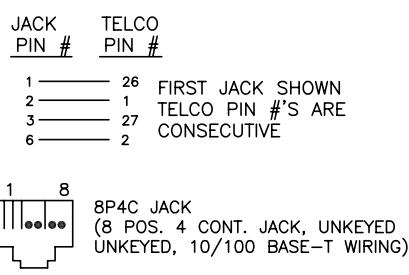 JACK TELCO
PIN # PIN #
1 26
2 1
3 27
6 2
FIRST JACK SHOWN
TELCO PIN #'S ARE
CONSECUTIVE
1 8
8P4C JACK
(8 POS. 4 CONT. JACK, UNKEYED
UNKEYED, 10/100 BASE-T WIRING)